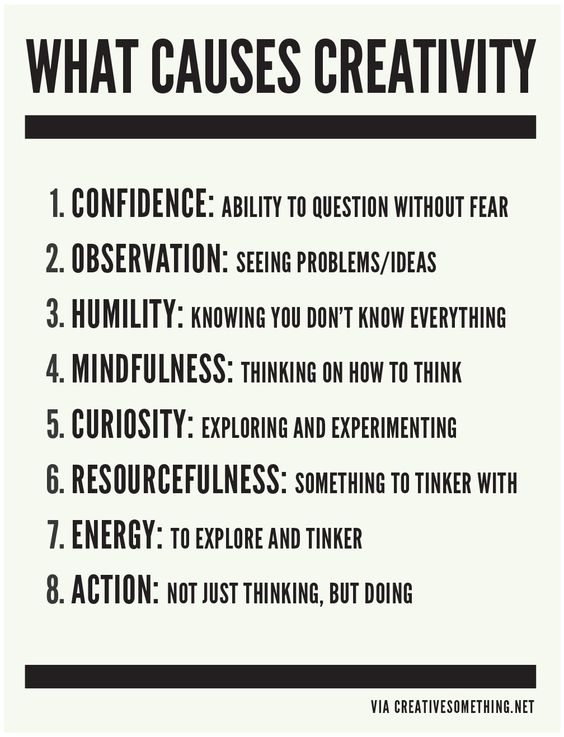 WHAT CAUSES CREATIVITY
1. CONFIDENCE: ABILITY TO QUESTION WITHOUT FEAR
2. OBSERVATION: SEEING PROBLEMS/IDEAS
3. HUMILITY: KNOWING YOU DON'T KNOW EVERYTHING
4. MINDFULNESS: THINKING ON HOW TO THINK
5. CURIOSITY: EXPLORING AND EXPERIMENTING
6. RESOURCEFULNESS: SOMETHING TO TINKER WITH
7. ENERGY: TO EXPLORE AND TINKER
8. ACTION: NOT JUST THINKING, BUT DOING
VIA CREATIVESOMETHING.NET